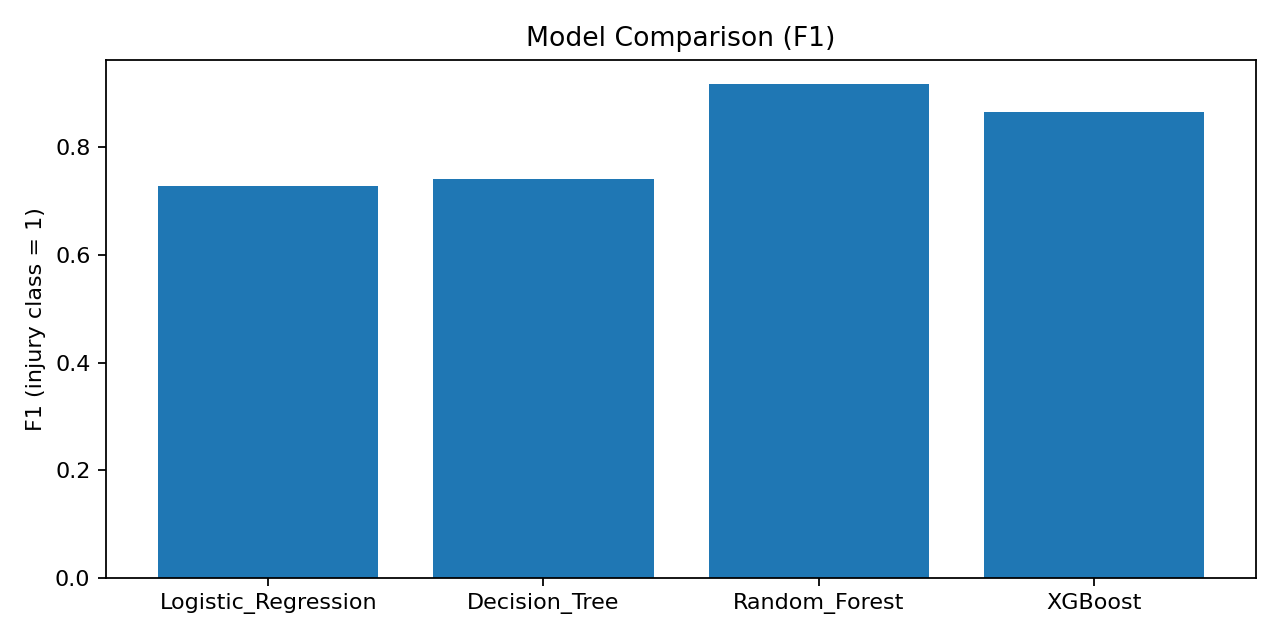 Model Comparison (F1)
F1 (injury class = 1)
0.8
0.6
0.4
0.2
0.0
Logistic_Regression
Decision_Tree
Random_Forest
XGBoost